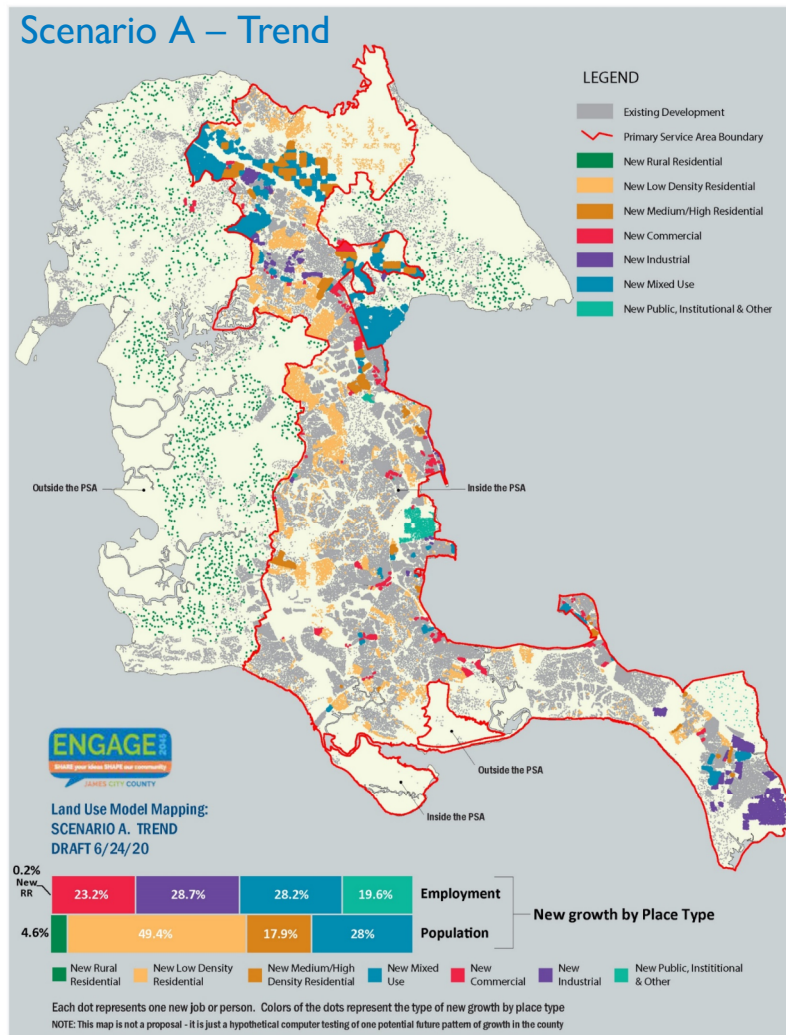 Scenario A – Trend
LEGEND
Existing Development
Primary Service Area Boundary
New Rural Residential
New Low Density Residential
New Medium/High Residential
New Commercial
New Industrial
New Mixed Use
New Public, Institutional & Other
Outside the PSA
Inside the PSA
Outside the PSA
Inside the PSA
ENGAGE 2045
SHARE your ideas SHAPE our community
JAMES CITY COUNTY
Land Use Model Mapping:
SCENARIO A. TREND
DRAFT 6/24/20
0.2%
New
RR
23.2% 28.7% 28.2% 19.6% Employment
4.6% 49.4% 17.9% 28% Population
New growth by Place Type
New Rural
Residential
New Low Density
Residential
New Medium/High
Density Residential
New Mixed
Use
New
Commercial
New
Industrial
New Public, Instititional
& Other
Each dot represents one new job or person. Colors of the dots represent the type of new growth by place type
NOTE: This map is not a proposal - it is just a hypothetical computer testing of one potential future pattern of growth in the county